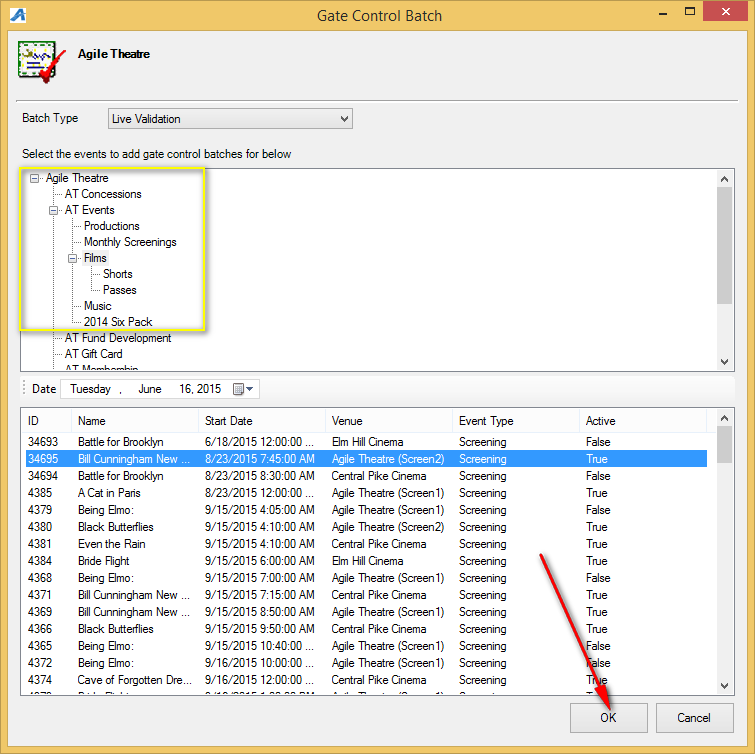 Gate Control Batch
Agile Theatre
Batch Type Live Validation
Select the events to add gate control batches for below
Agile Theatre
AT Concessions
AT Events
Productions
Monthly Screenings
Films
Shorts
Passes
Music
2014 Six Pack
AT Fund Development
AT Gift Card
AT Membership
Date Tuesday , June 16, 2015
ID Name Start Date Venue Event Type Active
34693 Battle for Brooklyn 6/18/2015 12:00:00 ... Elm Hill Cinema Screening False
34695 Bill Cunningham New ... 8/23/2015 7:45:00 AM Agile Theatre (Screen2) Screening True
34694 Battle for Brooklyn 8/23/2015 8:30:00 AM Central Pike Cinema Screening False
4385 A Cat in Paris 8/23/2015 12:00:00 ... Agile Theatre (Screen1) Screening True
4379 Being Elmo: 9/15/2015 4:05:00 AM Agile Theatre (Screen1) Screening False
4380 Black Butterflies 9/15/2015 4:10:00 AM Agile Theatre (Screen2) Screening True
4381 Even the Rain 9/15/2015 4:10:00 AM Central Pike Cinema Screening True
4384 Bride Flight 9/15/2015 6:00:00 AM Elm Hill Cinema Screening True
4368 Being Elmo: 9/15/2015 7:00:00 AM Agile Theatre (Screen1) Screening False
4371 Bill Cunningham New ... 9/15/2015 7:15:00 AM Central Pike Cinema Screening True
4369 Bill Cunningham New ... 9/15/2015 8:50:00 AM Agile Theatre (Screen1) Screening True
4366 Black Butterflies 9/15/2015 9:50:00 AM Central Pike Cinema Screening True
4365 Being Elmo: 9/15/2015 10:40:00 ... Agile Theatre (Screen1) Screening False
4372 Being Elmo: 9/16/2015 10:00:00 ... Central Pike Cinema Screening False
4374 Cave of Forgotten Dre... 9/16/2015 12:00:00 ... Central Pike Cinema Screening True
OK Cancel